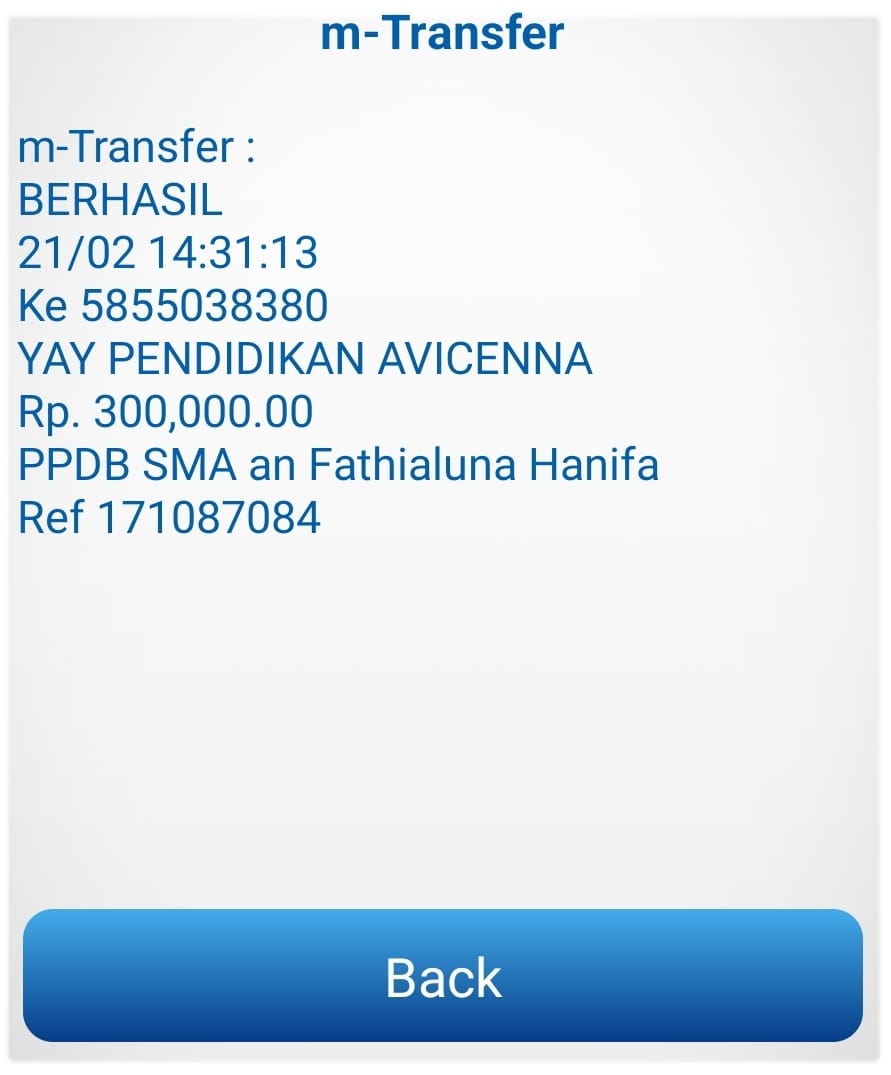 m-Transfer
m-Transfer :
BERHASIL
21/02 14:31:13
Ke 5855038380
YAY PENDIDIKAN AVICENNA
Rp. 300,000.00
PPDB SMA an Fathialuna Hanifa
Ref 171087084
Back